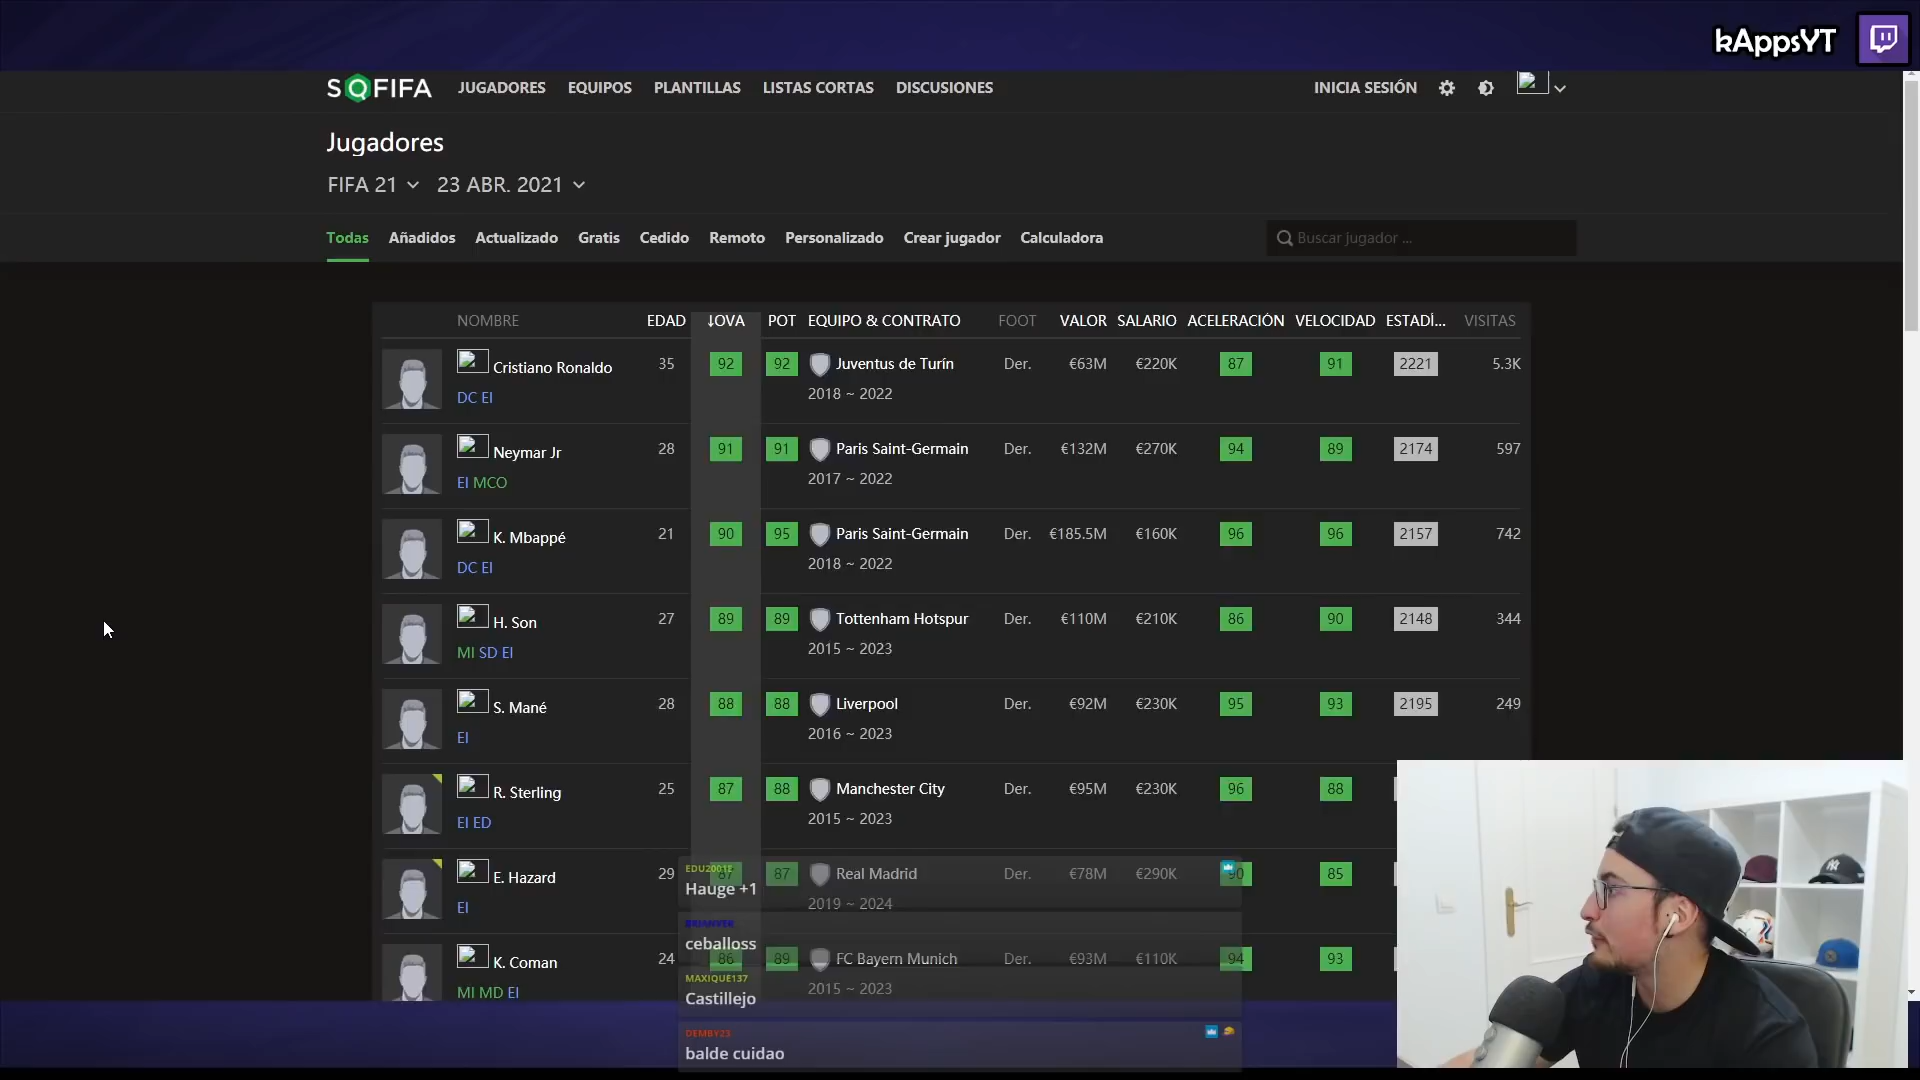 kAppsYT
SOFIFA JUGADORES EQUIPOS PLANTILLAS LISTAS CORTAS DISCUSIONES INICIA SESIÓN
Jugadores
FIFA 21 23 ABR. 2021
Todas Añadidos Actualizado Gratis Cedido Remoto Personalizado Crear jugador Calculadora Buscar jugador ...
NOMBRE EDAD ↓OVA POT EQUIPO & CONTRATO FOOT VALOR SALARIO ACELERACIÓN VELOCIDAD ESTADÍ... VISITAS
Cristiano Ronaldo 35 92 92 Juventus de Turín Der. €63M €220K 87 91 2221 5.3K
DC EI 2018 ~ 2022
Neymar Jr 28 91 91 Paris Saint-Germain Der. €132M €270K 94 89 2174 597
EI MCO 2017 ~ 2022
K. Mbappé 21 90 95 Paris Saint-Germain Der. €185.5M €160K 96 96 2157 742
DC EI 2018 ~ 2022
H. Son 27 89 89 Tottenham Hotspur Der. €110M €210K 86 90 2148 344
MI SD EI 2015 ~ 2023
S. Mané 28 88 88 Liverpool Der. €92M €230K 95 93 2195 249
EI 2016 ~ 2023
R. Sterling 25 87 88 Manchester City Der. €95M €230K 96 88
EI ED 2015 ~ 2023
E. Hazard 29 87 87 Real Madrid Der. €78M €290K 90 85
EI 2019 ~ 2024
K. Coman 24 86 89 FC Bayern Munich Der. €93M €110K 94 93
MI MD EI 2015 ~ 2023
EDU2001E
Hauge +1
BRIANVER
ceballoss
MAXIQUE137
Castillejo
DEMBY23
balde cuidao